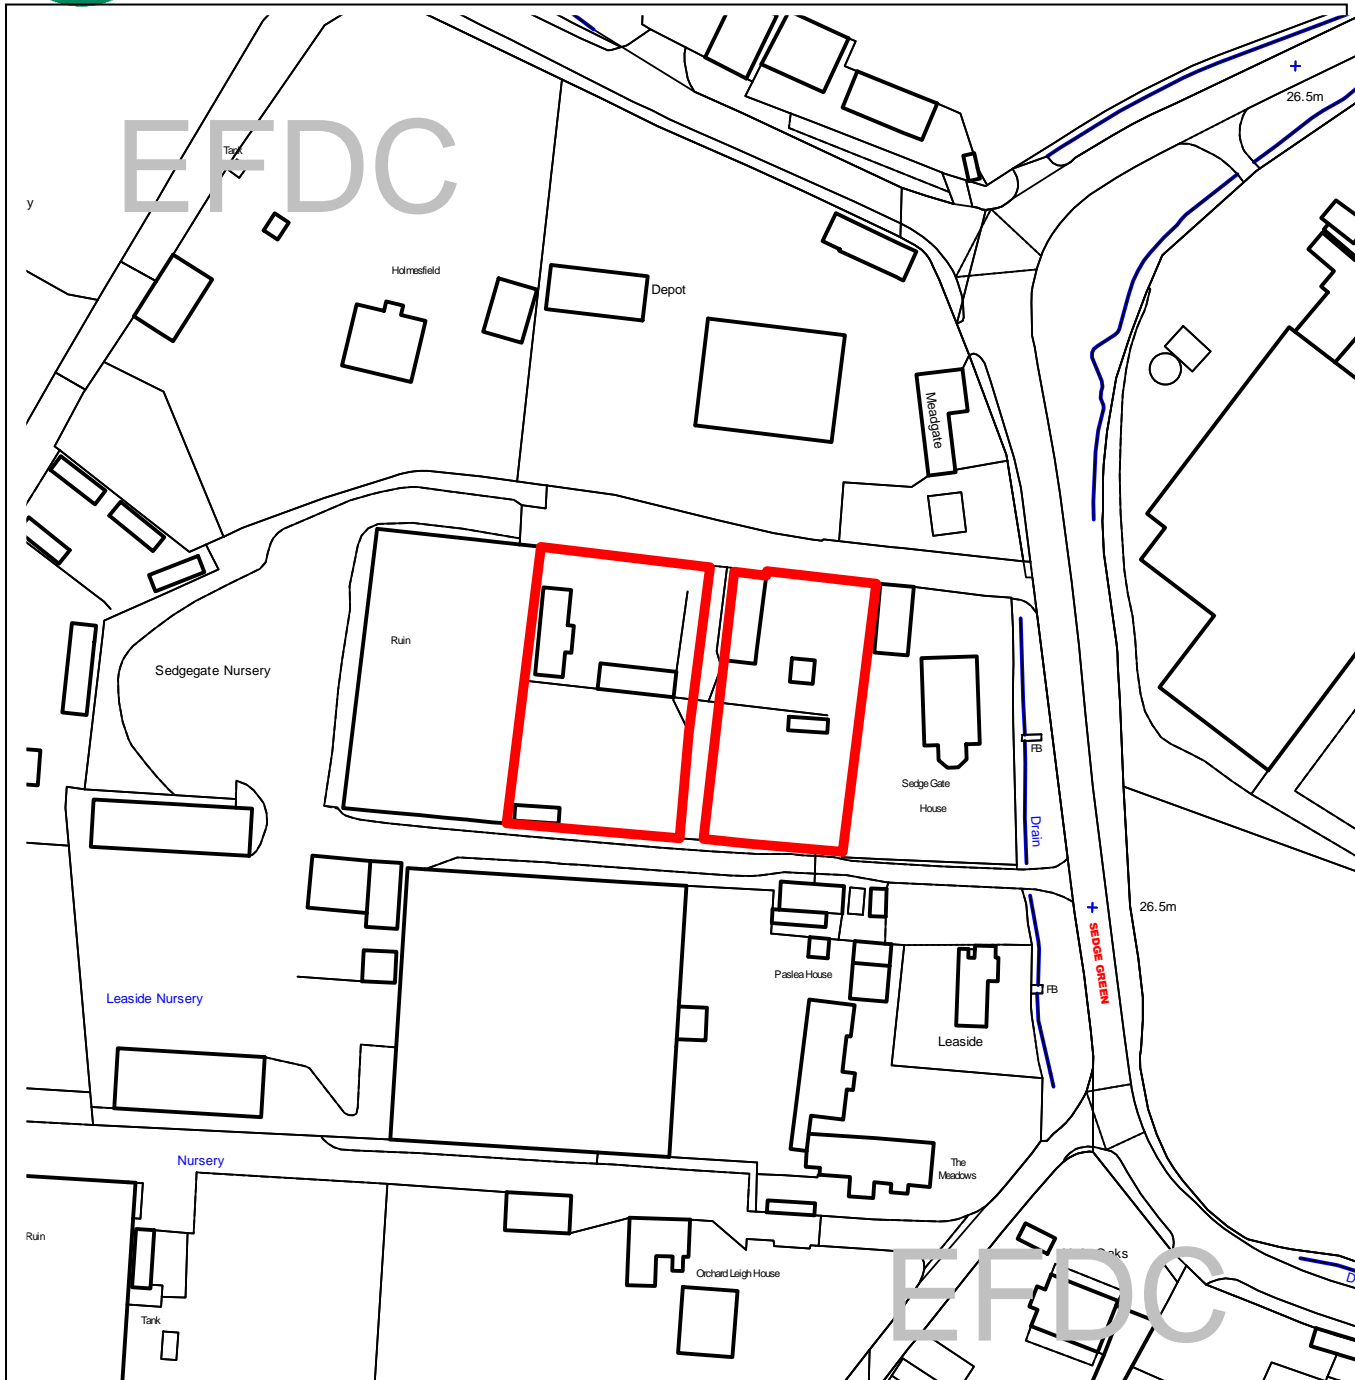 26.5m
EFDC
Tank
y
Holmesfield
Depot
Meadgate
Ruin
Sedgegate Nursery
FB
Sedge Gate
House
Drain
26.5m
SEDGE GREEN
Paslea House
FB
Leaside Nursery
Leaside
Nursery
The
Meadows
Ruin
Oaks
EFDC
Orchard Leigh House
D
Tank